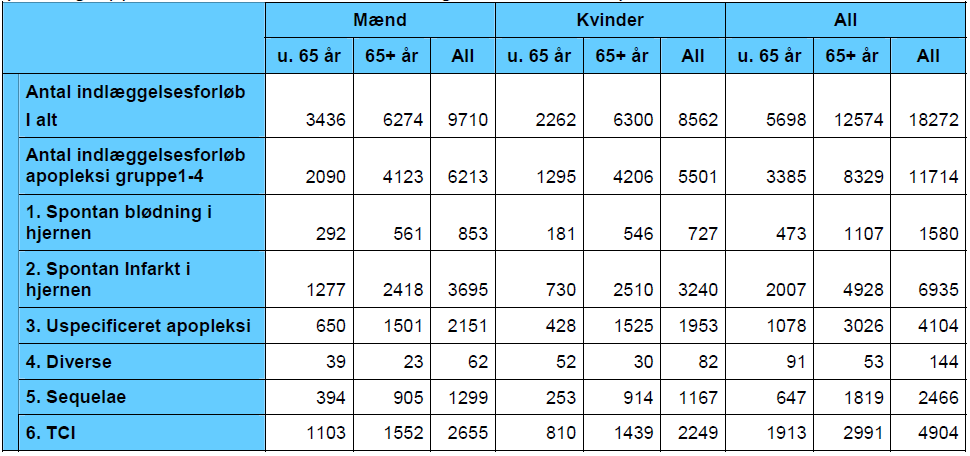 Mænd Kvinder All
u. 65 år 65+ år All u. 65 år 65+ år All u. 65 år 65+ år All
Antal indlæggelsesforløb
I alt 3436 6274 9710 2262 6300 8562 5698 12574 18272
Antal indlæggelsesforløb
apopleksi gruppe1-4 2090 4123 6213 1295 4206 5501 3385 8329 11714
1. Spontan blødning i
hjernen 292 561 853 181 546 727 473 1107 1580
2. Spontan Infarkt i
hjernen 1277 2418 3695 730 2510 3240 2007 4928 6935
3. Uspecificeret apopleksi 650 1501 2151 428 1525 1953 1078 3026 4104
4. Diverse 39 23 62 52 30 82 91 53 144
5. Sequelae 394 905 1299 253 914 1167 647 1819 2466
6. TCI 1103 1552 2655 810 1439 2249 1913 2991 4904